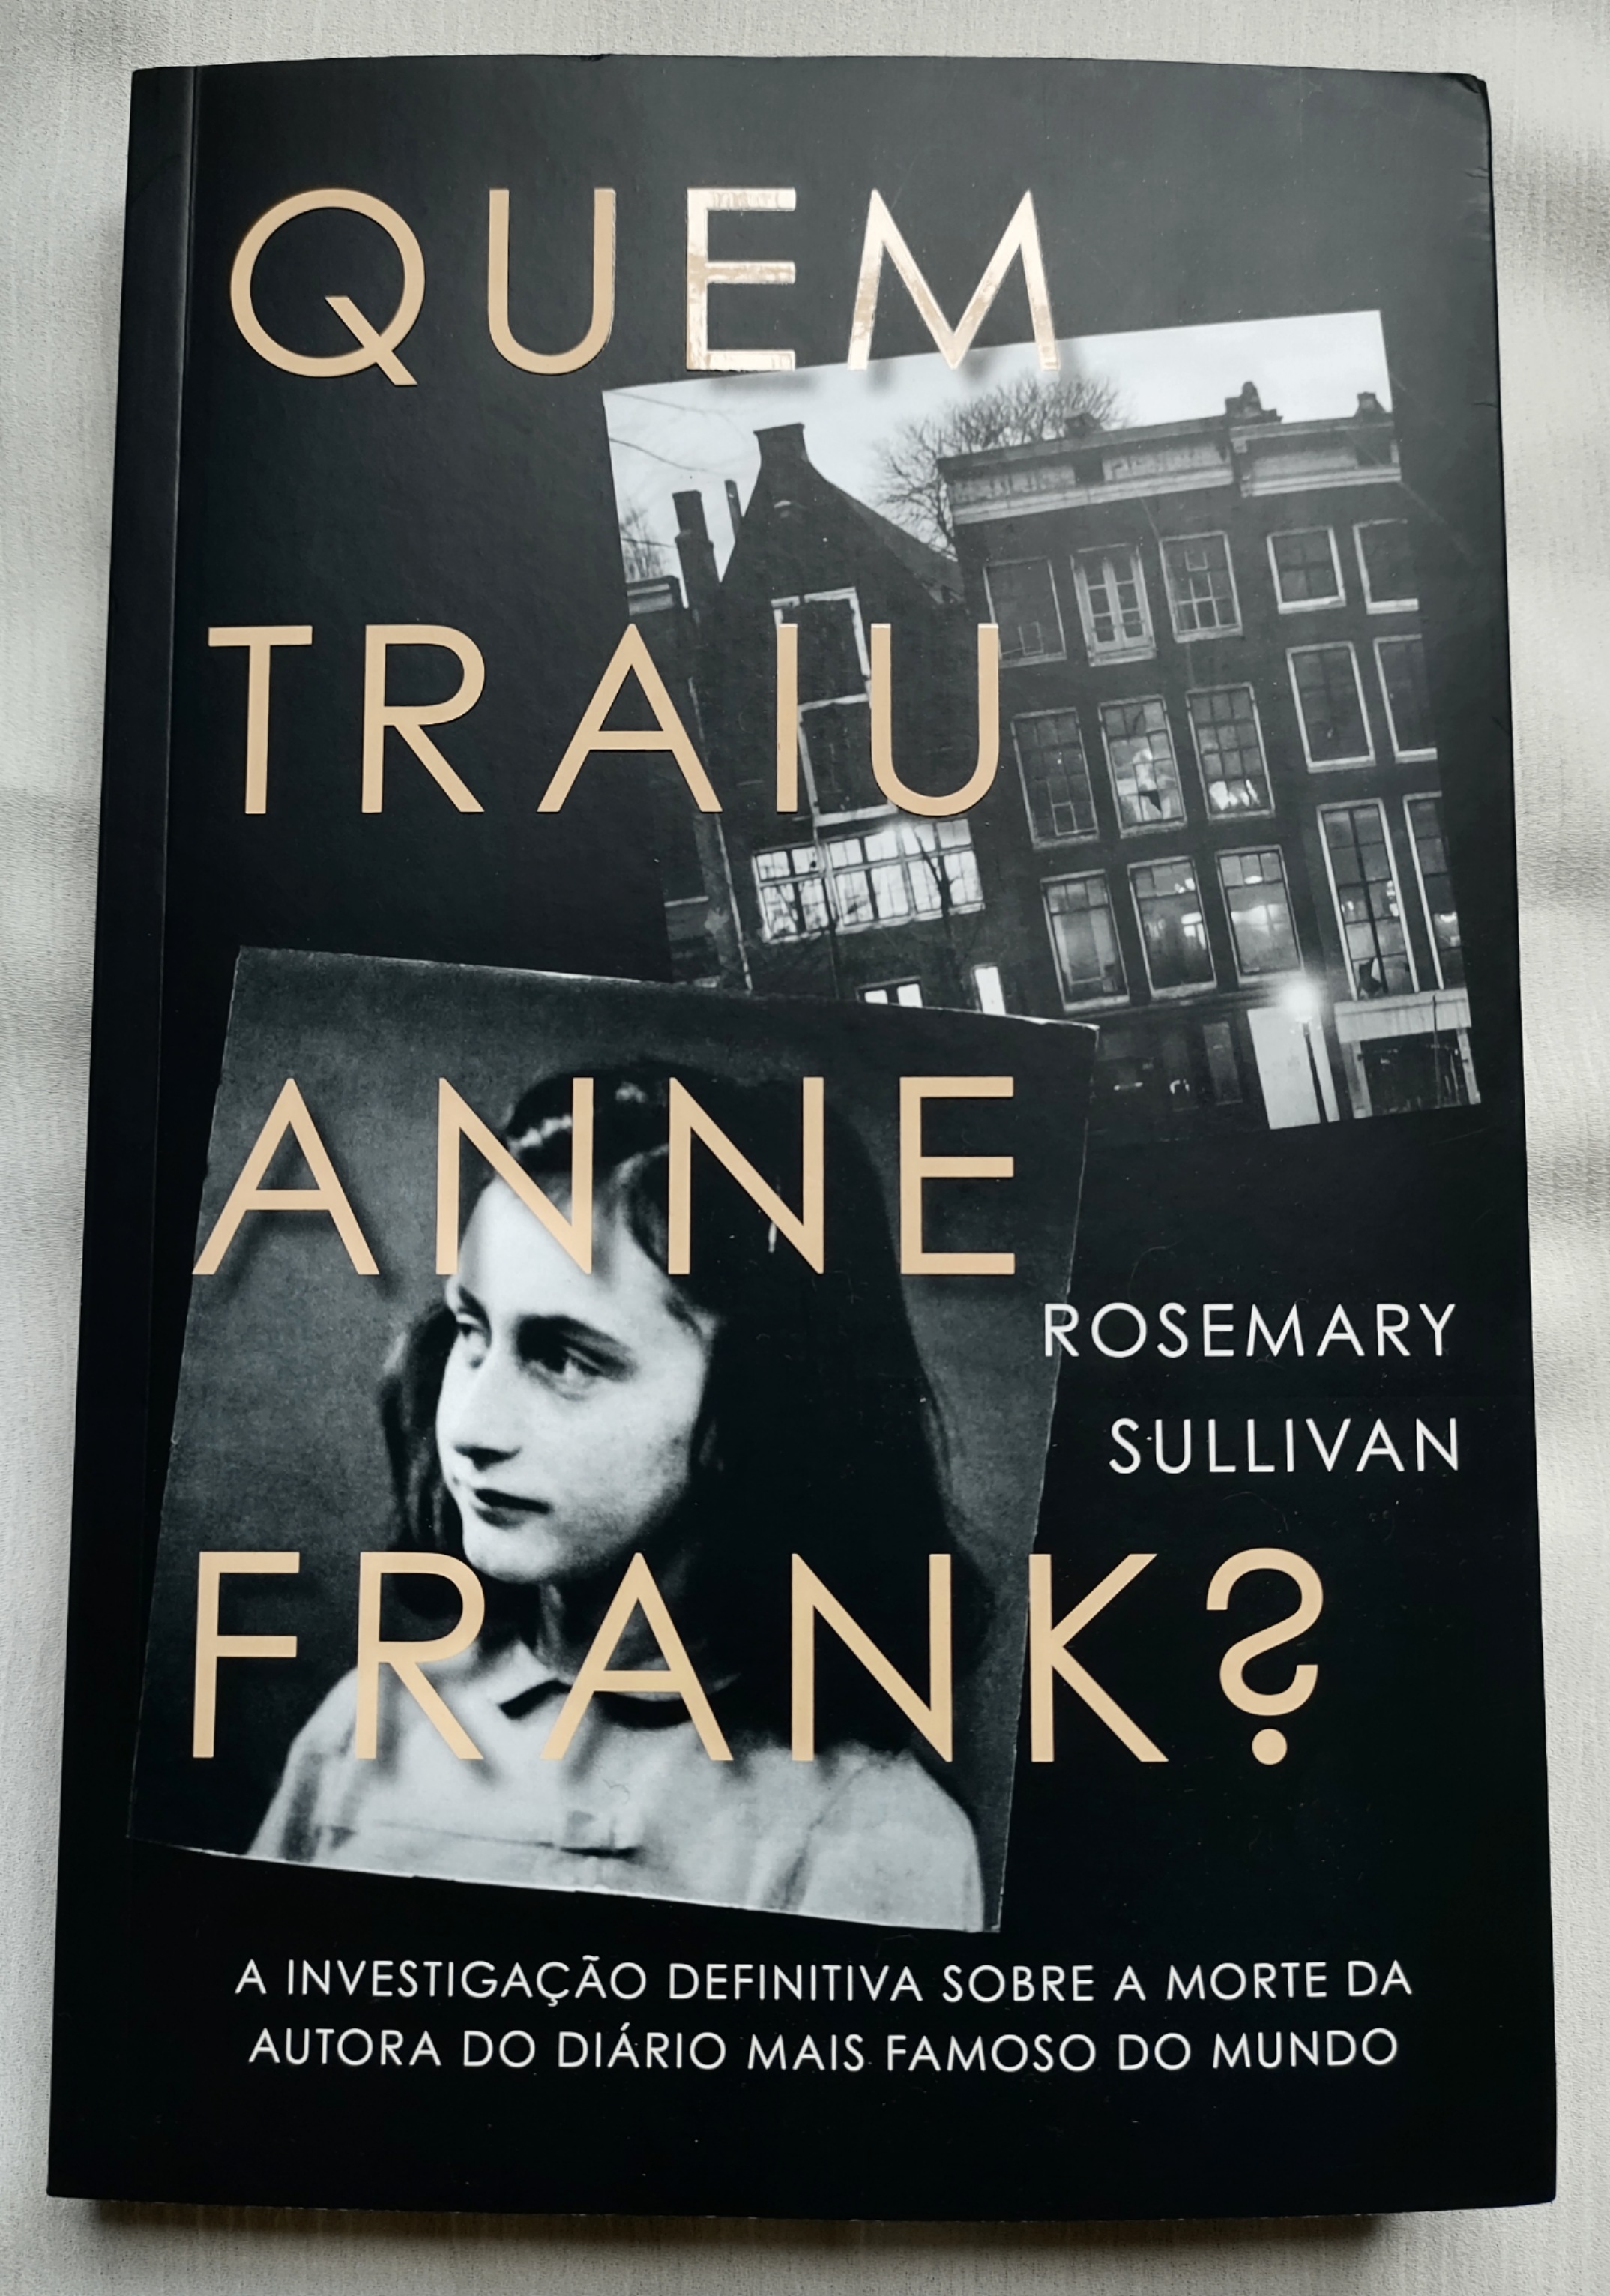 QUEM
TRAIU
ANNE
ROSEMARY
SULLIVAN
FRANK?
A INVESTIGAÇÃO DEFINITIVA SOBRE A MORTE DA
AUTORA DO DIÁRIO MAIS FAMOSO DO MUNDO